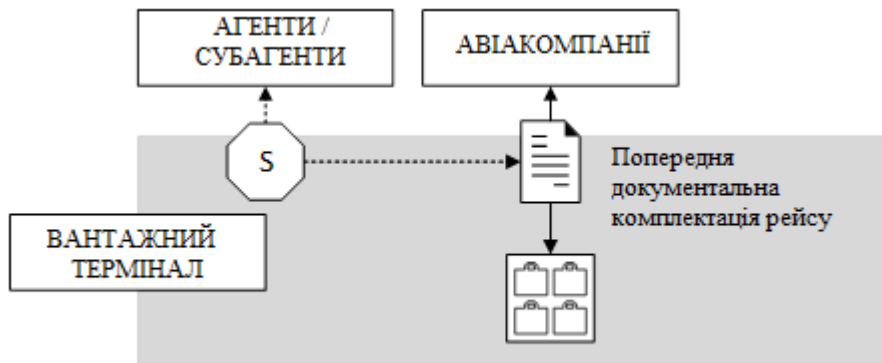 АГЕНТИ /
СУБАГЕНТИ
АВІАКОМПАНІЇ
S
Попередня
документальна
комплектація рейсу
ВАНТАЖНИЙ
ТЕРМІНАЛ